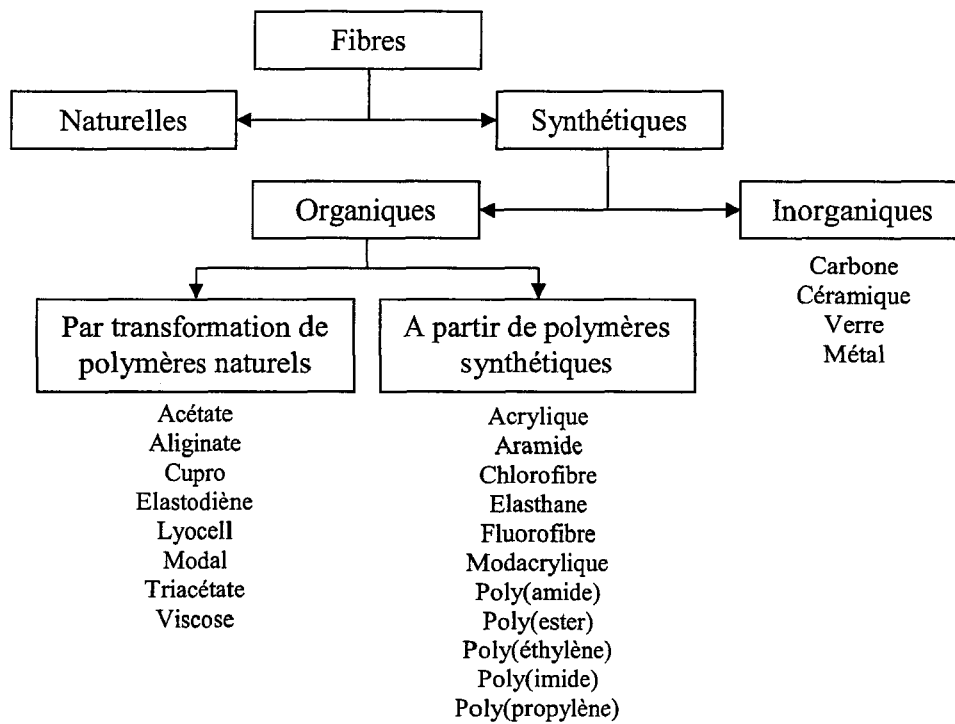 Fibres
Naturelles
Synthétiques
Organiques
Inorganiques
Carbone
Céramique
Verre
Métal
Par transformation de
polymères naturels
Acétate
Aliginate
Cupro
Elastodiène
Lyocell
Modal
Triacétate
Viscose
A partir de polymères
synthétiques
Acrylique
Aramide
Chlorofibre
Elasthane
Fluorofibre
Modacrylique
Poly(amide)
Poly(ester)
Poly(éthylène)
Poly(imide)
Poly(propylène)